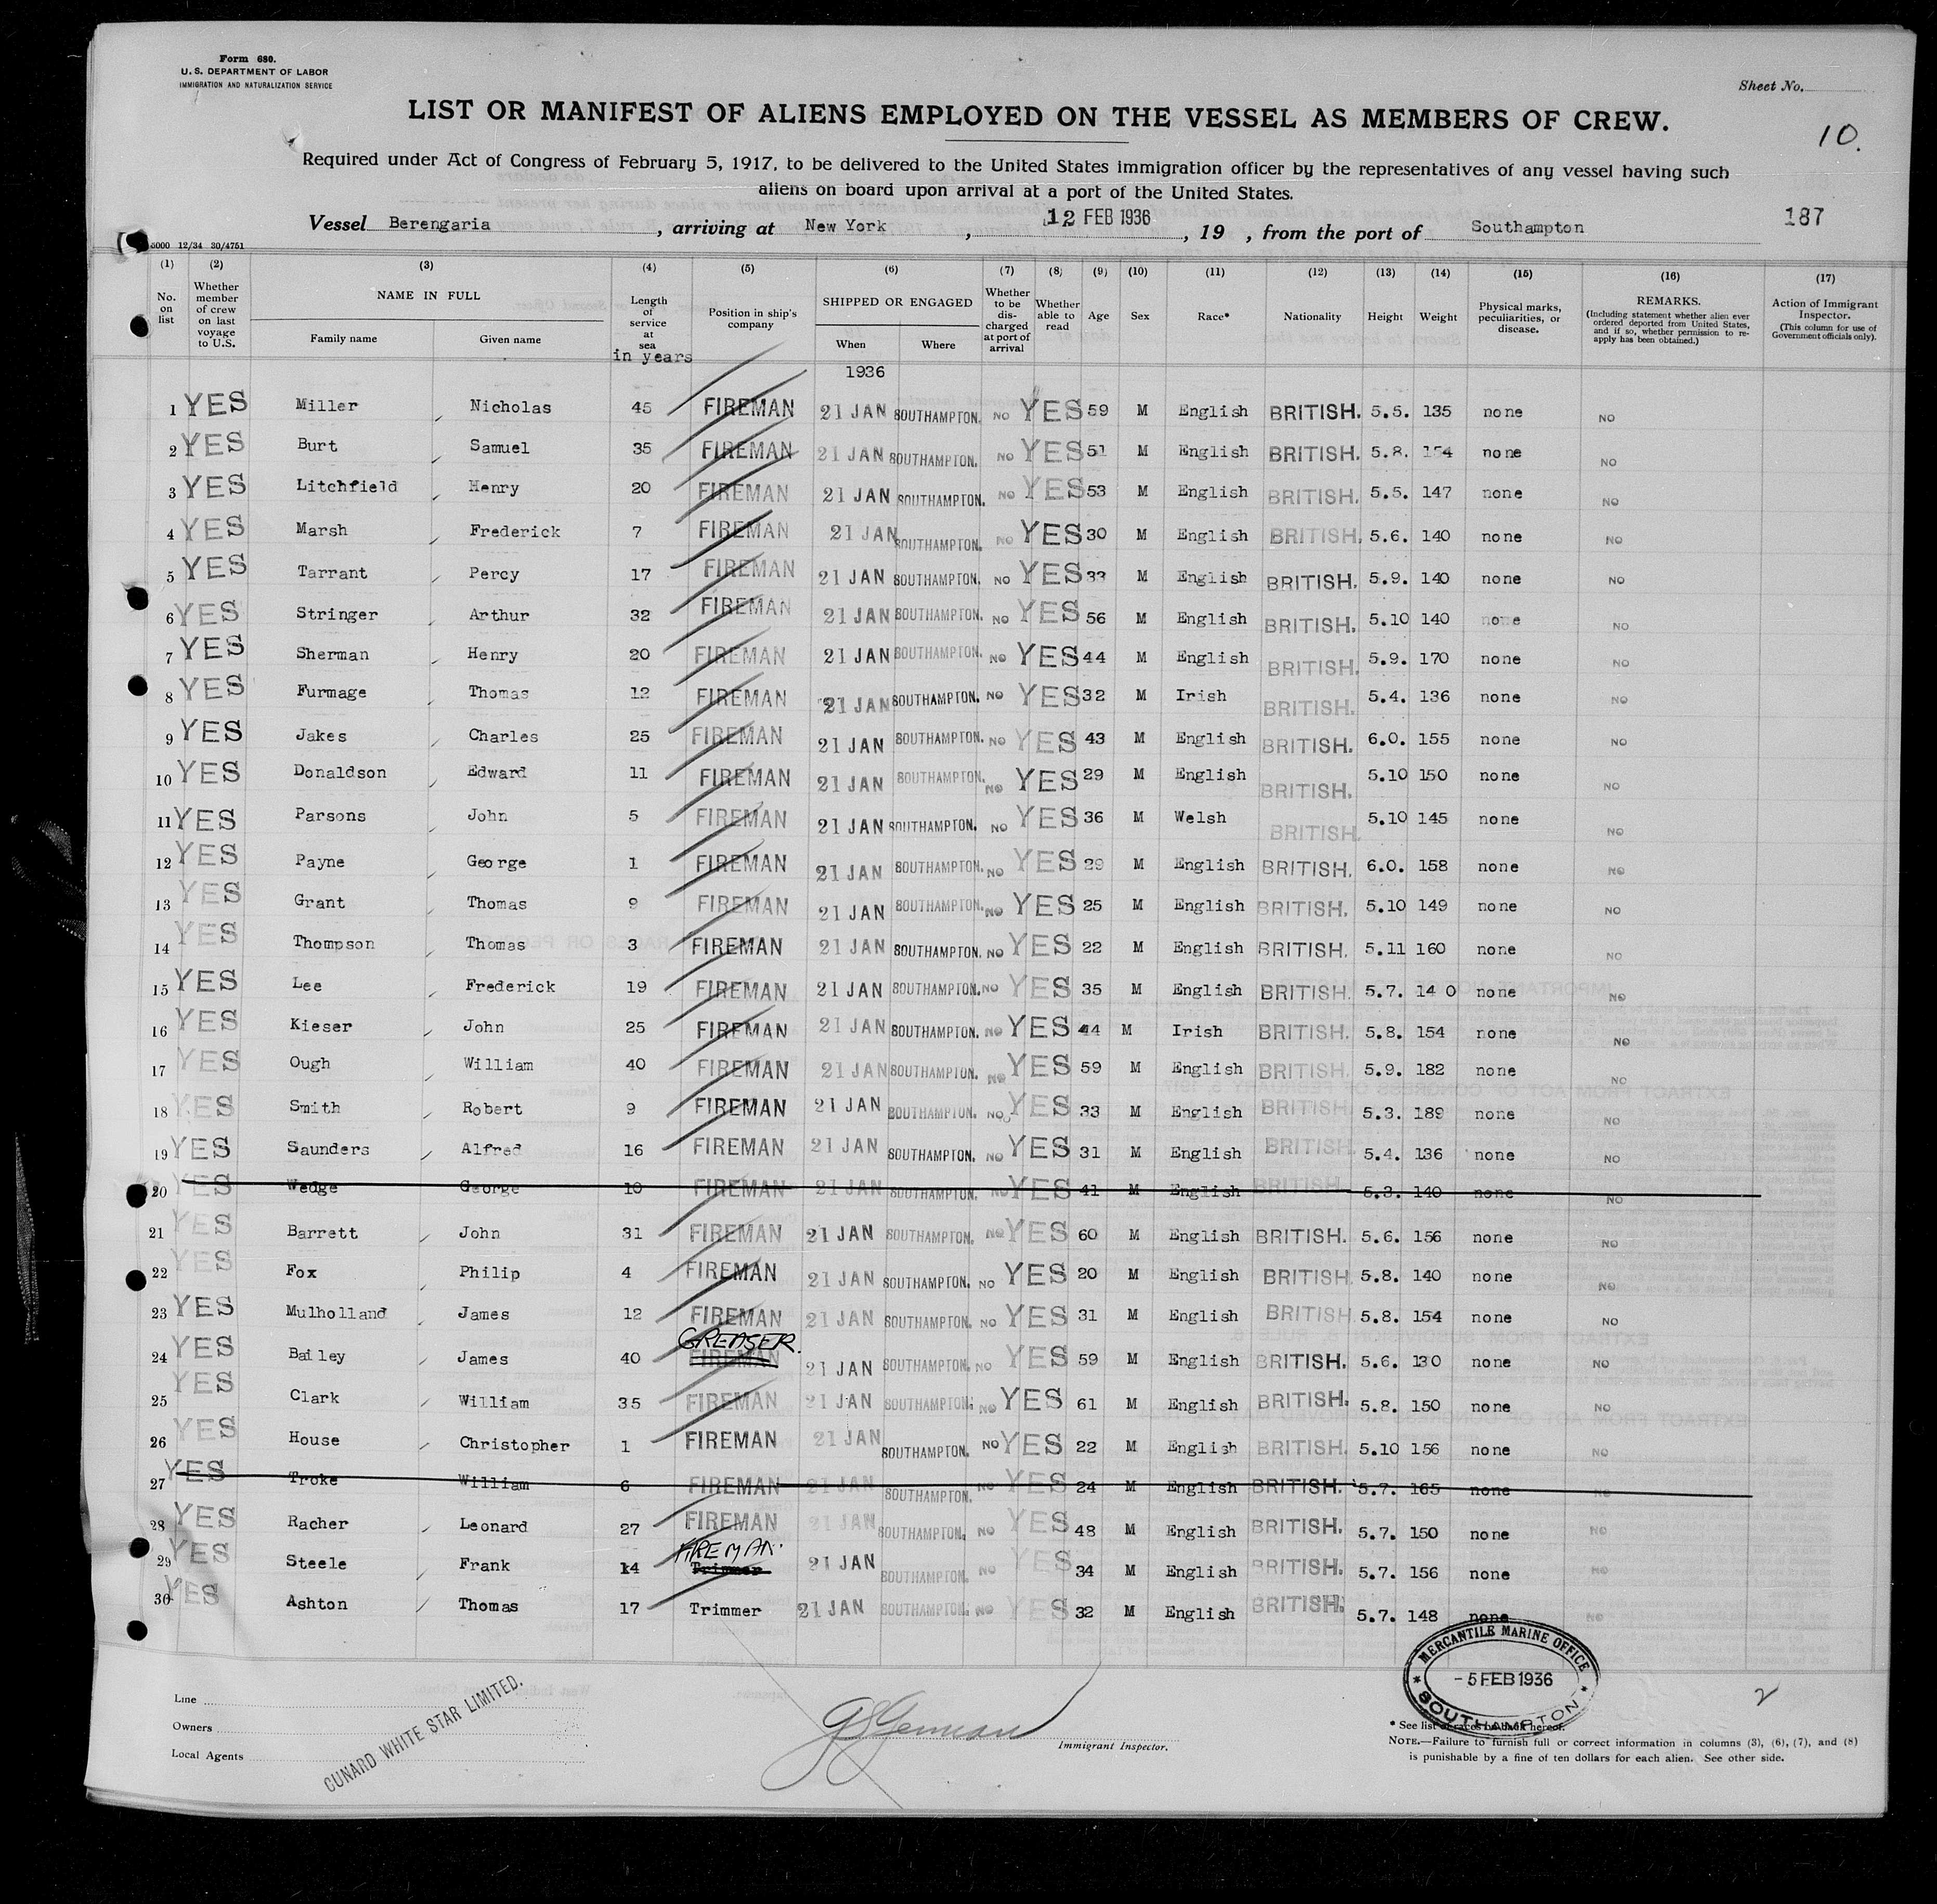 Form 680.
U. S. DEPARTMENT OF LABOR
IMMIGRATION AND NATURALIZATION SERVICE
Sheet No.
LIST OR MANIFEST OF ALIENS EMPLOYED ON THE VESSEL AS MEMBERS OF CREW.
10.
Required under Act of Congress of February 5, 1917, to be delivered to the United States immigration officer by the representatives of any vessel having such
aliens on board upon arrival at a port of the United States.
Vessel Berengaria, arriving at New York, 12 FEB 1936, 19 , from the port of Southampton
187
5000 12/34 30/4751
(1) (2) (3) (4) (5) (6) (7) (8) (9) (10) (11) (12) (13) (14) (15) (16) (17)
No. on list
Whether member of crew on last voyage to U.S.
NAME IN FULL
Family name
Given name
Length of service at sea
in years
Position in ship's company
SHIPPED OR ENGAGED
When
Where
Whether to be discharged at port of arrival
Whether able to read
Age
Sex
Race*
Nationality
Height
Weight
Physical marks, peculiarities, or disease.
REMARKS.
(Including statement whether alien ever ordered deported from United States, and if so, whether permission to re-apply has been obtained.)
Action of Immigrant Inspector.
(This column for use of Government officials only).
1936
1 YES Miller , Nicholas 45 FIREMAN 21 JAN SOUTHAMPTON. NO YES 59 M English BRITISH. 5.5. 135 none NO
2 YES Burt , Samuel 35 FIREMAN 21 JAN SOUTHAMPTON. NO YES 51 M English BRITISH. 5.8. 154 none NO
3 YES Litchfield , Henry 20 FIREMAN 21 JAN SOUTHAMPTON. NO YES 53 M English BRITISH. 5.5. 147 none NO
4 YES Marsh , Frederick 7 FIREMAN 21 JAN SOUTHAMPTON. NO YES 30 M English BRITISH. 5.6. 140 none NO
5 YES Tarrant , Percy 17 FIREMAN 21 JAN SOUTHAMPTON. NO YES 33 M English BRITISH. 5.9. 140 none NO
6 YES Stringer , Arthur 32 FIREMAN 21 JAN SOUTHAMPTON. NO YES 56 M English BRITISH. 5.10 140 none NO
7 YES Sherman , Henry 20 FIREMAN 21 JAN SOUTHAMPTON. NO YES 44 M English BRITISH. 5.9. 170 none NO
8 YES Furmage , Thomas 12 FIREMAN 21 JAN SOUTHAMPTON. NO YES 32 M Irish BRITISH. 5.4. 136 none NO
9 YES Jakes , Charles 25 FIREMAN 21 JAN SOUTHAMPTON. NO YES 43 M English BRITISH. 6.0. 155 none NO
10 YES Donaldson , Edward 11 FIREMAN 21 JAN SOUTHAMPTON. NO YES 29 M English BRITISH. 5.10 150 none NO
11 YES Parsons , John 5 FIREMAN 21 JAN SOUTHAMPTON. NO YES 36 M Welsh BRITISH. 5.10 145 none NO
12 YES Payne , George 1 FIREMAN 21 JAN SOUTHAMPTON. NO YES 29 M English BRITISH. 6.0. 158 none NO
13 YES Grant , Thomas 9 FIREMAN 21 JAN SOUTHAMPTON. NO YES 25 M English BRITISH. 5.10 149 none NO
14 YES Thompson , Thomas 3 FIREMAN 21 JAN SOUTHAMPTON. NO YES 22 M English BRITISH. 5.11 160 none NO
15 YES Lee , Frederick 19 FIREMAN 21 JAN SOUTHAMPTON. NO YES 35 M English BRITISH. 5.7. 14 0 none NO
16 YES Kieser , John 25 FIREMAN 21 JAN SOUTHAMPTON. NO YES 44 M Irish BRITISH. 5.8. 154 none NO
17 YES Ough , William 40 FIREMAN 21 JAN SOUTHAMPTON. NO YES 59 M English BRITISH. 5.9. 182 none NO
18 YES Smith , Robert 9 FIREMAN 21 JAN SOUTHAMPTON. NO YES 33 M English BRITISH. 5.3. 189 none NO
19 YES Saunders , Alfred 16 FIREMAN 21 JAN SOUTHAMPTON. NO YES 31 M English BRITISH. 5.4. 136 none NO
20 YES Wedge George 10 FIREMAN 21 JAN SOUTHAMPTON. NO YES 41 M English BRITISH. 5.3. 140 none NO
21 YES Barrett , John 31 FIREMAN 21 JAN SOUTHAMPTON. NO YES 60 M English BRITISH. 5.6. 156 none NO
22 YES Fox , Philip 4 FIREMAN 21 JAN SOUTHAMPTON. NO YES 20 M English BRITISH 5.8. 140 none NO
23 YES Mulholland , James 12 FIREMAN 21 JAN SOUTHAMPTON. NO YES 31 M English BRITISH 5.8. 154 none NO
24 YES Bailey , James 40 GREASER. FIREMAN 21 JAN SOUTHAMPTON. NO YES 59 M English BRITISH. 5.6. 130 none NO
25 YES Clark , William 35 FIREMAN 21 JAN SOUTHAMPTON. NO YES 61 M English BRITISH. 5.8. 150 none NO
26 YES House , Christopher 1 FIREMAN 21 JAN SOUTHAMPTON. NO YES 22 M English BRITISH. 5.10 156 none NO
27 YES Troke William 6 FIREMAN 21 JAN SOUTHAMPTON. NO YES 24 M English BRITISH. 5.7. 165 none NO
28 YES Racher , Leonard 27 FIREMAN 21 JAN SOUTHAMPTON. NO YES 48 M English BRITISH. 5.7. 150 none NO
29 YES Steele , Frank 14 FIREMAN. Trimmer 21 JAN SOUTHAMPTON. NO YES 34 M English BRITISH. 5.7. 156 none NO
30 YES Ashton , Thomas 17 Trimmer 21 JAN SOUTHAMPTON. NO YES 32 M English BRITISH. 5.7. 148 none NO
MERCANTILE MARINE OFFICE
- 5 FEB 1936
SOUTHAMPTON
2
Line
Owners
Local Agents
CUNARD WHITE STAR LIMITED.
Immigrant Inspector.
* See list of races on back hereof.
NOTE.—Failure to furnish full or correct information in columns (3), (6), (7), and (8)
is punishable by a fine of ten dollars for each alien. See other side.